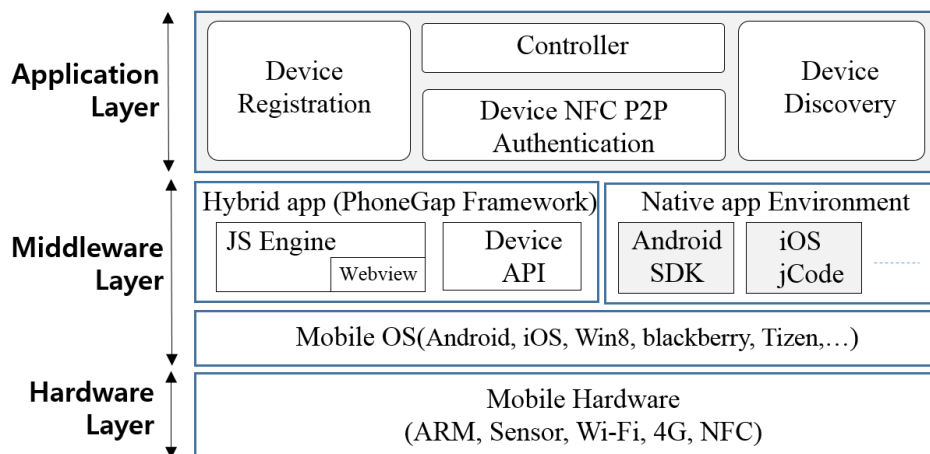 Application
Layer
Device
Registration
Controller
Device NFC P2P
Authentication
Device
Discovery
Middleware
Layer
Hybrid app (PhoneGap Framework)
JS Engine
Webview
Device
API
Native app Environment
Android
SDK
iOS
jCode
Mobile OS(Android, iOS, Win8, blackberry, Tizen,…)
Hardware
Layer
Mobile Hardware
(ARM, Sensor, Wi-Fi, 4G, NFC)